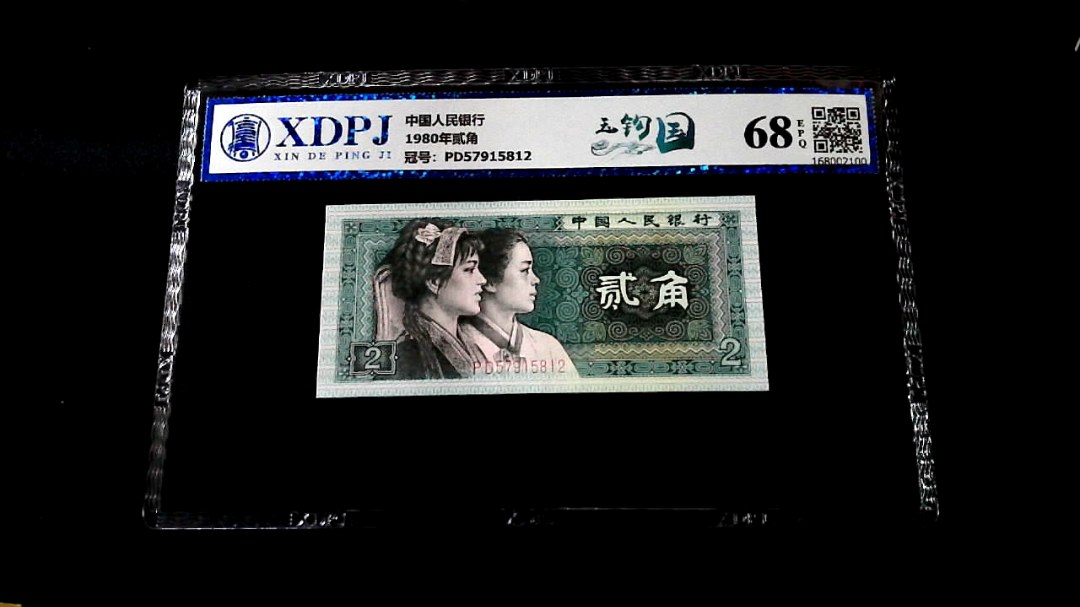 XDPJ
XIN DE PING JI
中国人民银行
1980年贰角
冠号：PD57915812
玉钩国
68
EPQ
168002100
中国人民银行
贰角
2
2
PD57915812